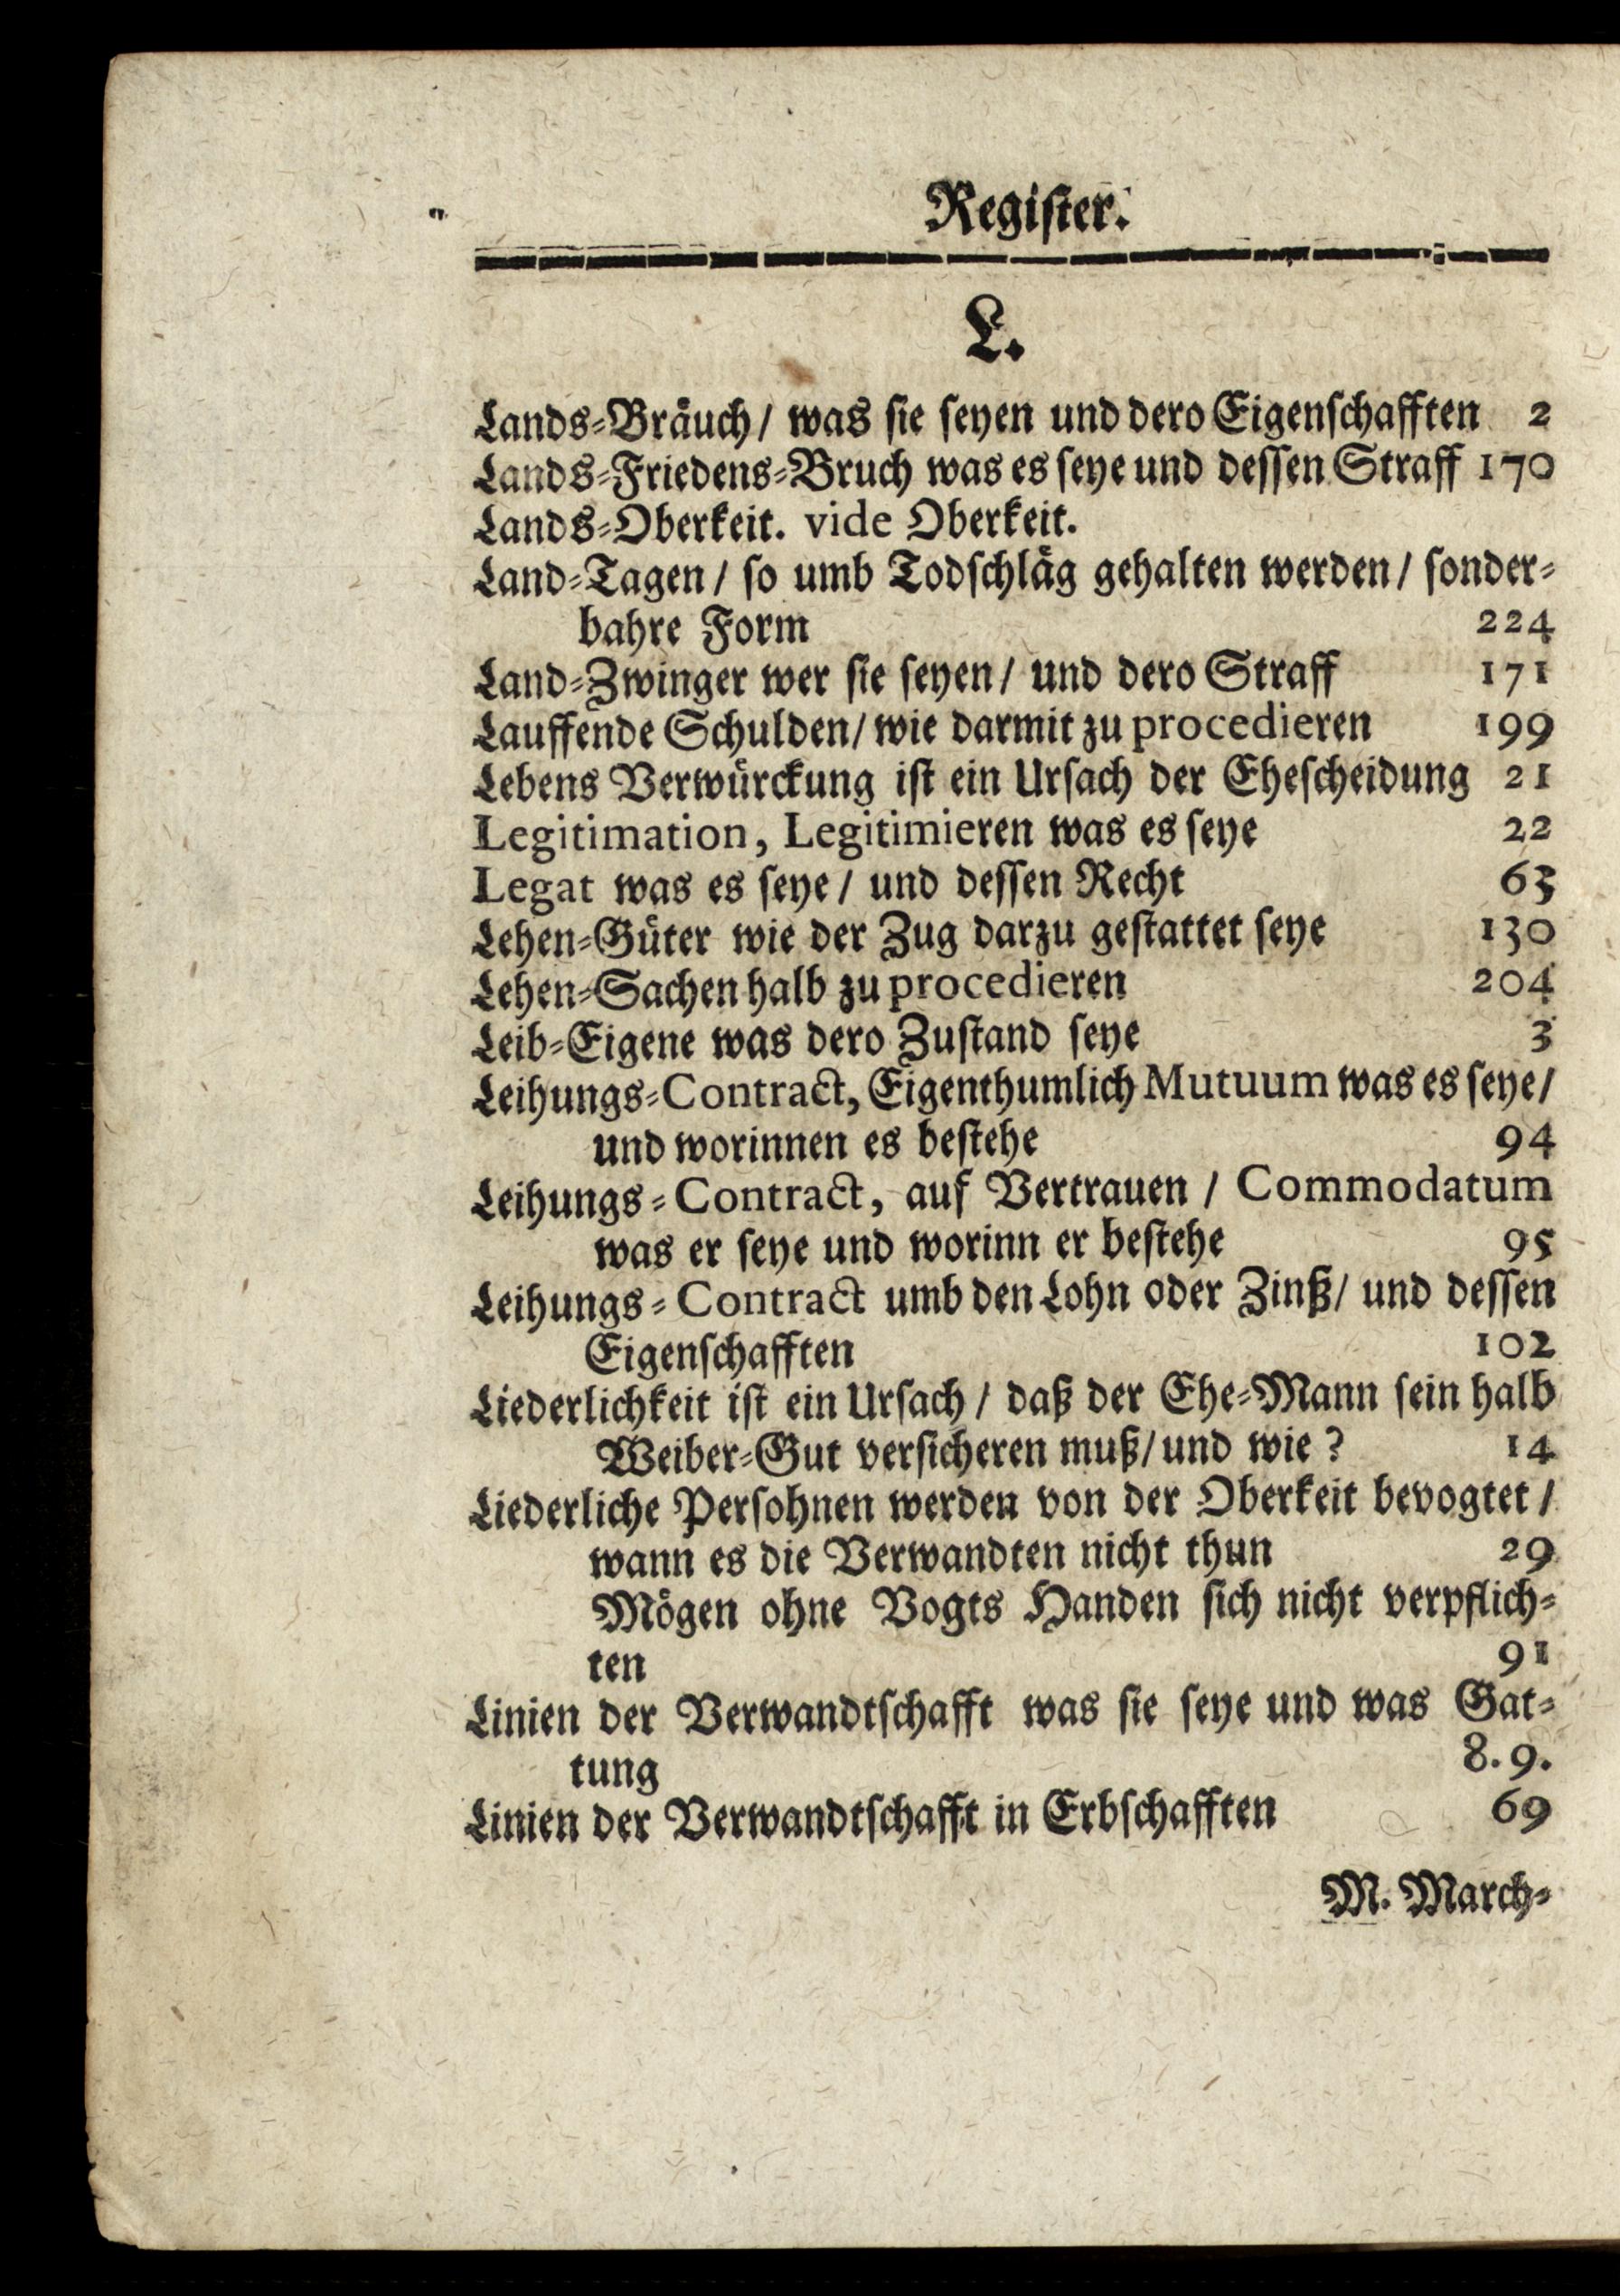 Register.
L.
Lands-Bräuch / was sie seyen und dero Eigenschafften 2
Lands-Friedens-Bruch was es seye und dessen Straff 170
Lands-Oberkeit. vide Oberkeit.
Land-Tagen / so umb Todschläg gehalten werden / sonder-
bahre Form 224
Land-Zwinger wer sie seyen / und dero Straff 171
Lauffende Schulden / wie darmit zu procedieren 199
Lebens Verwürckung ist ein Ursach der Ehescheidung 21
Legitimation, Legitimieren was es seye 22
Legat was es seye / und dessen Recht 63
Lehen-Güter wie der Zug darzu gestattet seye 130
Lehen-Sachen halb zu procedieren 204
Leib-Eigene was dero Zustand seye 3
Leihungs-Contract, Eigenthumlich Mutuum was es seye /
und worinnen es bestehe 94
Leihungs-Contract, auf Vertrauen / Commodatum
was er seye und worinn er bestehe 95
Leihungs-Contract umb den Lohn oder Zinß / und dessen
Eigenschafften 102
Liederlichkeit ist ein Ursach / daß der Ehe-Mann sein halb
Weiber-Gut versicheren muß / und wie ? 14
Liederliche Persohnen werden von der Oberkeit bevogtet /
wann es die Verwandten nicht thun 29
Mögen ohne Vogts Handen sich nicht verpflich-
ten 91
Linien der Verwandtschafft was sie seye und was Gat-
tung 8. 9.
Linien der Verwandtschafft in Erbschafften 69
M. March-